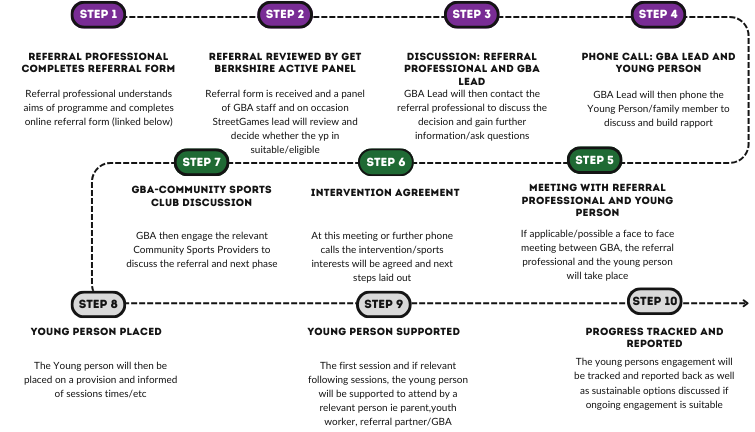 STEP 1
STEP 2
STEP 3
STEP 4
REFERRAL PROFESSIONAL
COMPLETES REFERRAL FORM
Referral professional understands
aims of programme and completes
online referral form (linked below)
REFERRAL REVIEWED BY GET
BERKSHIRE ACTIVE PANEL
Referral form is received and a panel
of GBA staff and on occasion
StreetGames lead will review and
decide whether the yp in
suitable/eligible
DISCUSSION: REFERRAL
PROFESSIONAL AND GBA
LEAD
GBA Lead will then contact the
referral professional to discuss the
decision and gain further
information/ask questions
PHONE CALL: GBA LEAD AND
YOUNG PERSON
GBA Lead will then phone the
Young Person/family member to
discuss and build rapport
STEP 5
MEETING WITH REFERRAL
PROFESSIONAL AND YOUNG
PERSON
If applicable/possible a face to face
meeting between GBA, the referral
professional and the young person
will take place
STEP 6
INTERVENTION AGREEMENT
At this meeting or further phone
calls the intervention/sports
interests will be agreed and next
steps laid out
STEP 7
GBA-COMMUNITY SPORTS
CLUB DISCUSSION
GBA then engage the relevant
Community Sports Providers to
discuss the referral and next phase
STEP 8
YOUNG PERSON PLACED
The Young person will then be
placed on a provision and informed
of sessions times/etc
STEP 9
YOUNG PERSON SUPPORTED
The first session and if relevant
following sessions, the young person
will be supported to attend by a
relevant person ie parent,youth
worker, referral partner/GBA
STEP 10
PROGRESS TRACKED AND
REPORTED
The young persons engagement will
be tracked and reported back as well
as sustainable options discussed if
ongoing engagement is suitable